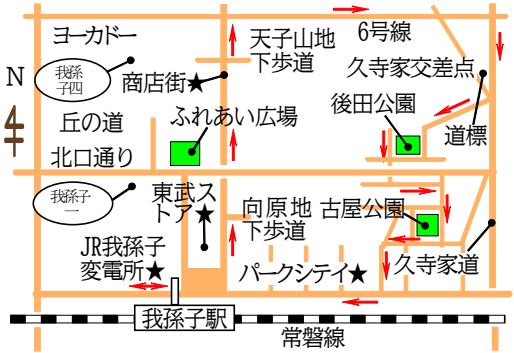 ヨーカドー
天子山地
下歩道
6号線
我孫
子四
商店街★
久寺家交差点
N
後田公園
丘の道
ふれあい広場
道標
北口通り
我孫子
一
東武ス
トア★
向原地
下歩道
古屋公園
JR我孫子
変電所★
パークシティ★
久寺家道
我孫子駅
常磐線